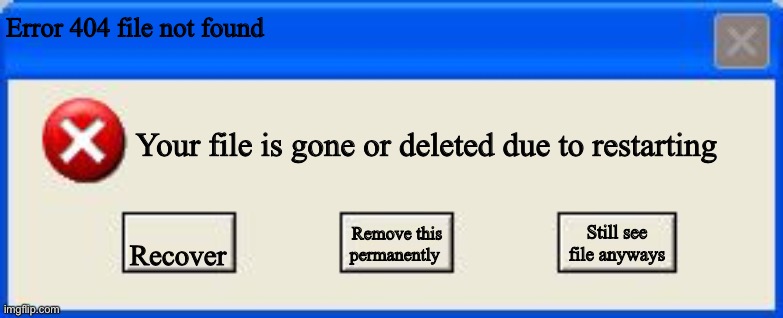 Error 404 file not found
Your file is gone or deleted due to restarting
Recover
Remove this
permanently
Still see
file anyways
imgflip.com